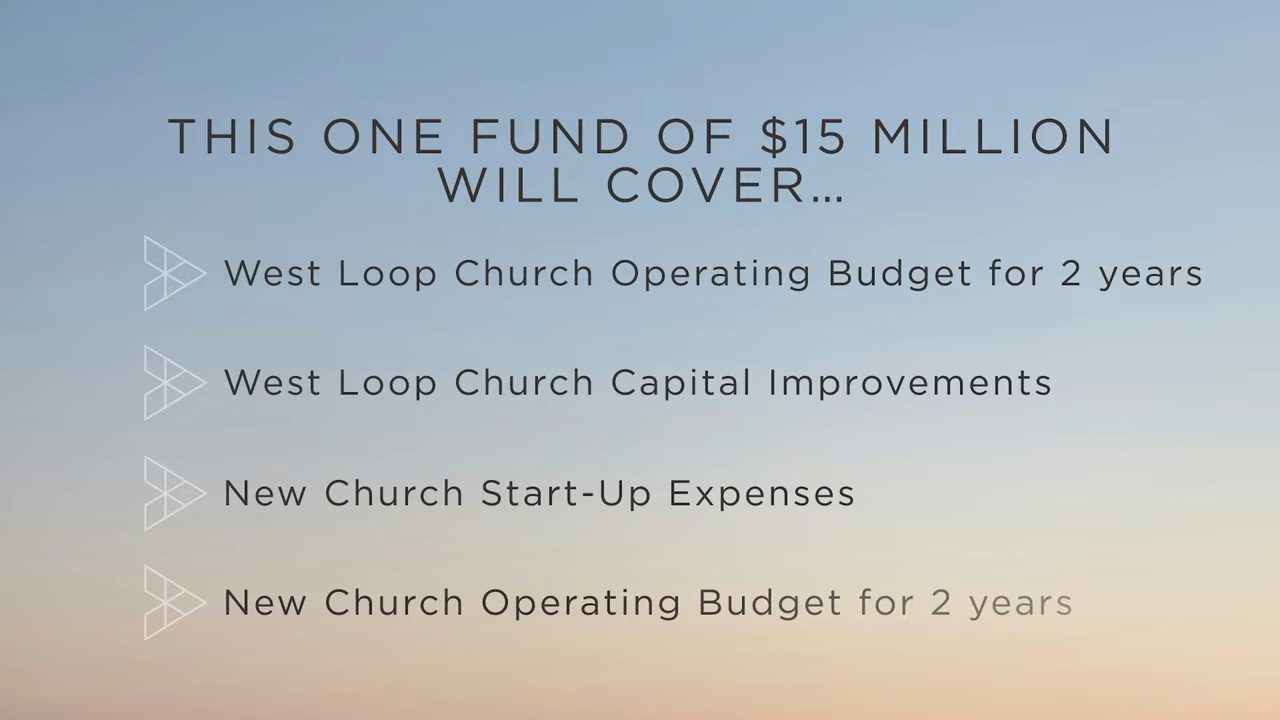 THIS ONE FUND OF $15 MILLION
WILL COVER...
West Loop Church Operating Budget for 2 years
West Loop Church Capital Improvements
New Church Start-Up Expenses
New Church Operating Budget for 2 years